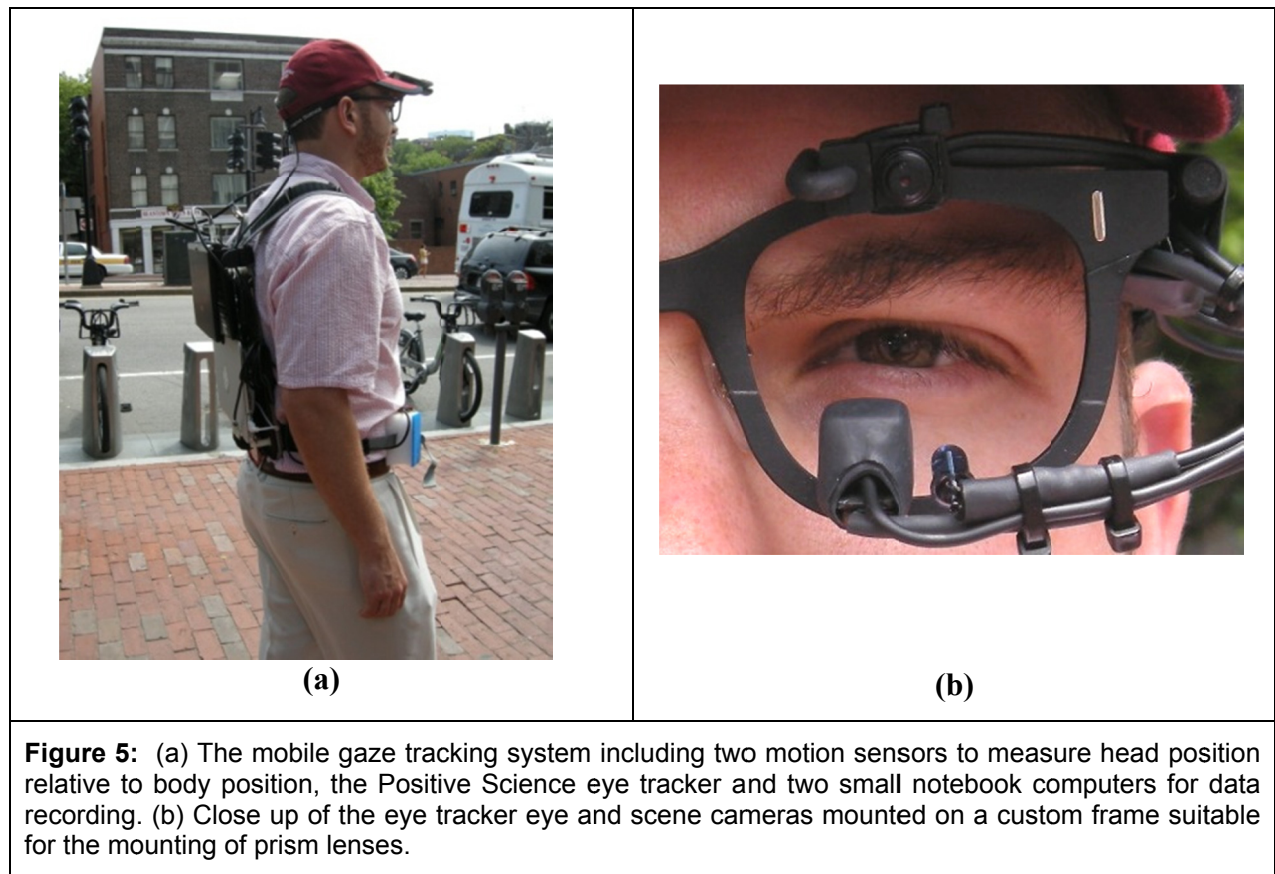 (a)
(b)
Figure 5: (a) The mobile gaze tracking system including two motion sensors to measure head position
relative to body position, the Positive Science eye tracker and two small notebook computers for data
recording. (b) Close up of the eye tracker eye and scene cameras mounted on a custom frame suitable
for the mounting of prism lenses.